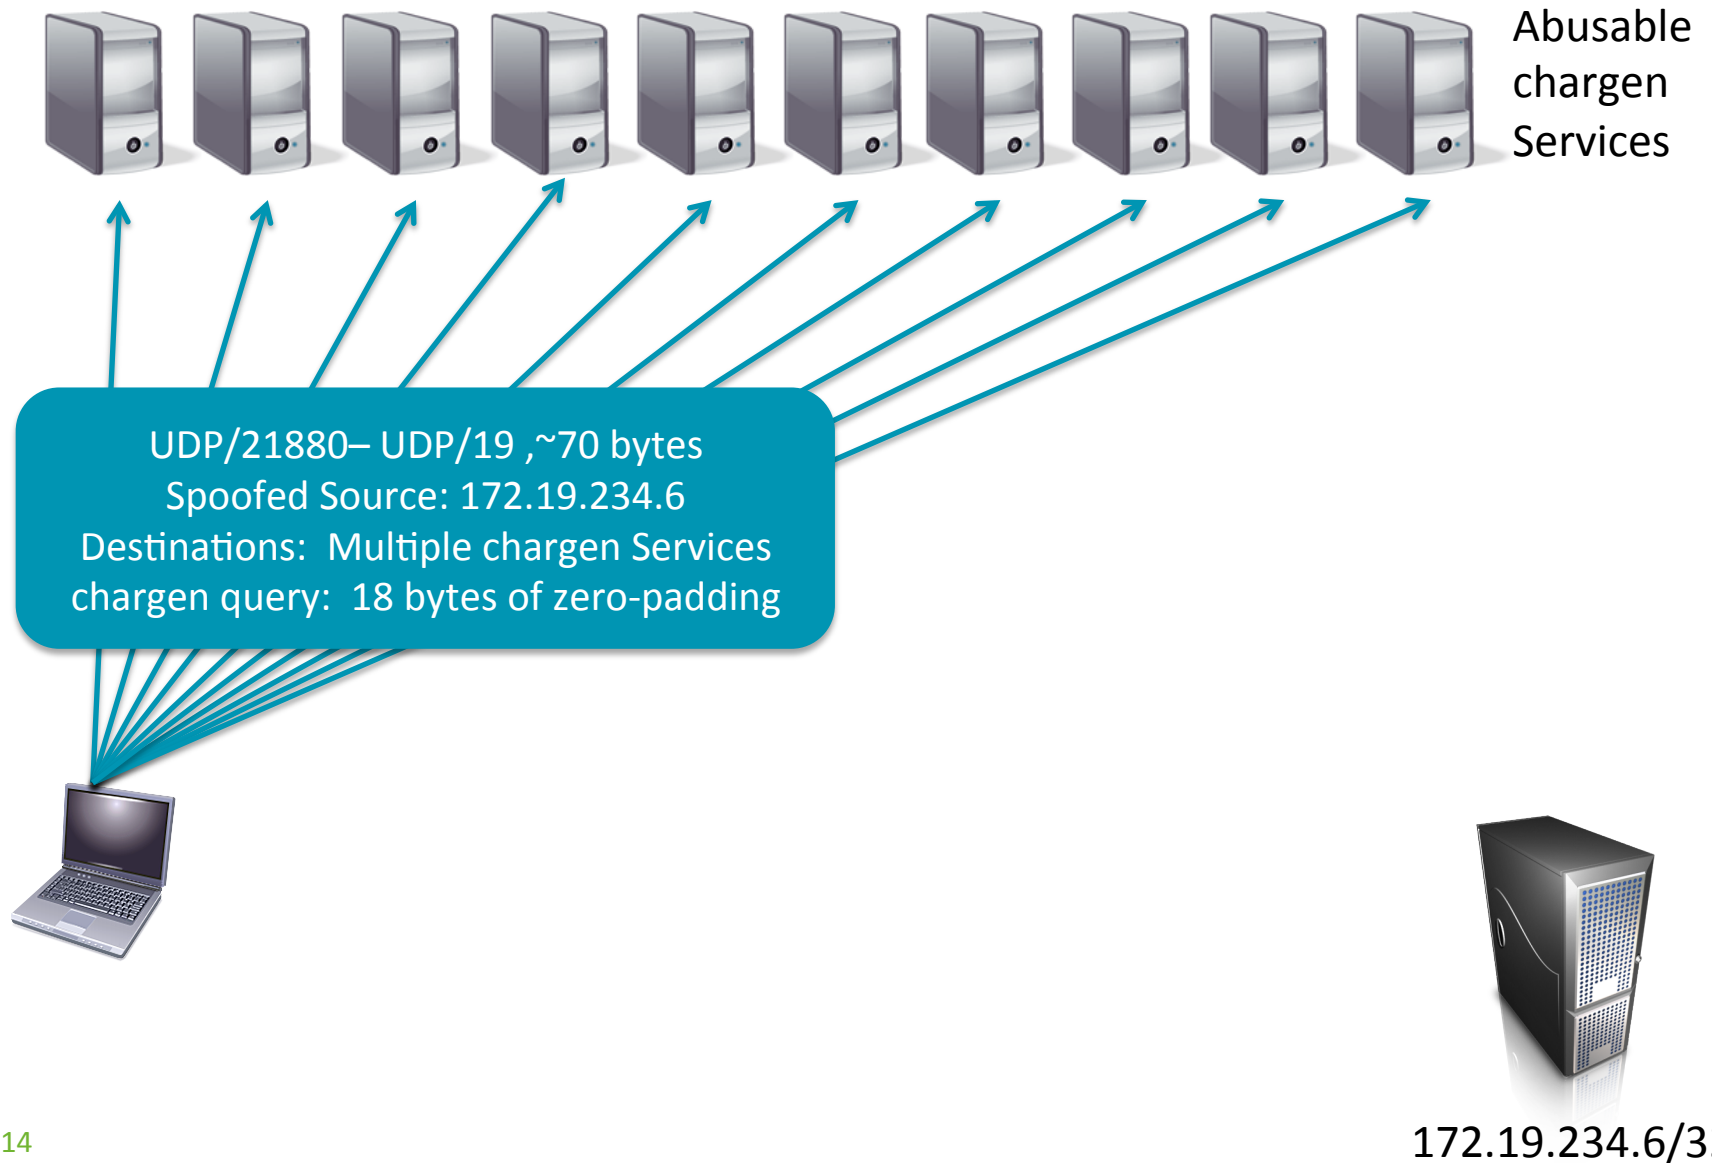 Abusable
chargen
Services
UDP/21880– UDP/19 ,~70 bytes
Spoofed Source: 172.19.234.6
Destinations: Multiple chargen Services
chargen query: 18 bytes of zero-padding
14
172.19.234.6/3